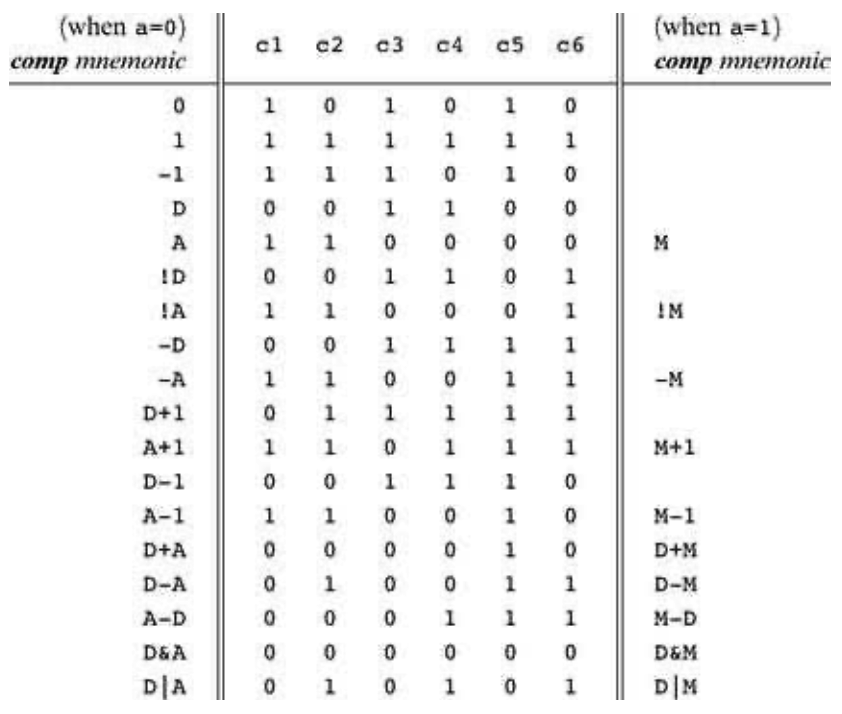 (when a=0) (when a=1)
comp mnemonic c1 c2 c3 c4 c5 c6 comp mnemonic
0 1 0 1 0 1 0
1 1 1 1 1 1 1
-1 1 1 1 0 1 0
D 0 0 1 1 0 0
A 1 1 0 0 0 0 M
!D 0 0 1 1 0 1
!A 1 1 0 0 0 1 !M
-D 0 0 1 1 1 1
-A 1 1 0 0 1 1 -M
D+1 0 1 1 1 1 1
A+1 1 1 0 1 1 1 M+1
D-1 0 0 1 1 1 0
A-1 1 1 0 0 1 0 M-1
D+A 0 0 0 0 1 0 D+M
D-A 0 1 0 0 1 1 D-M
A-D 0 0 0 1 1 1 M-D
D&A 0 0 0 0 0 0 D&M
D|A 0 1 0 1 0 1 D|M